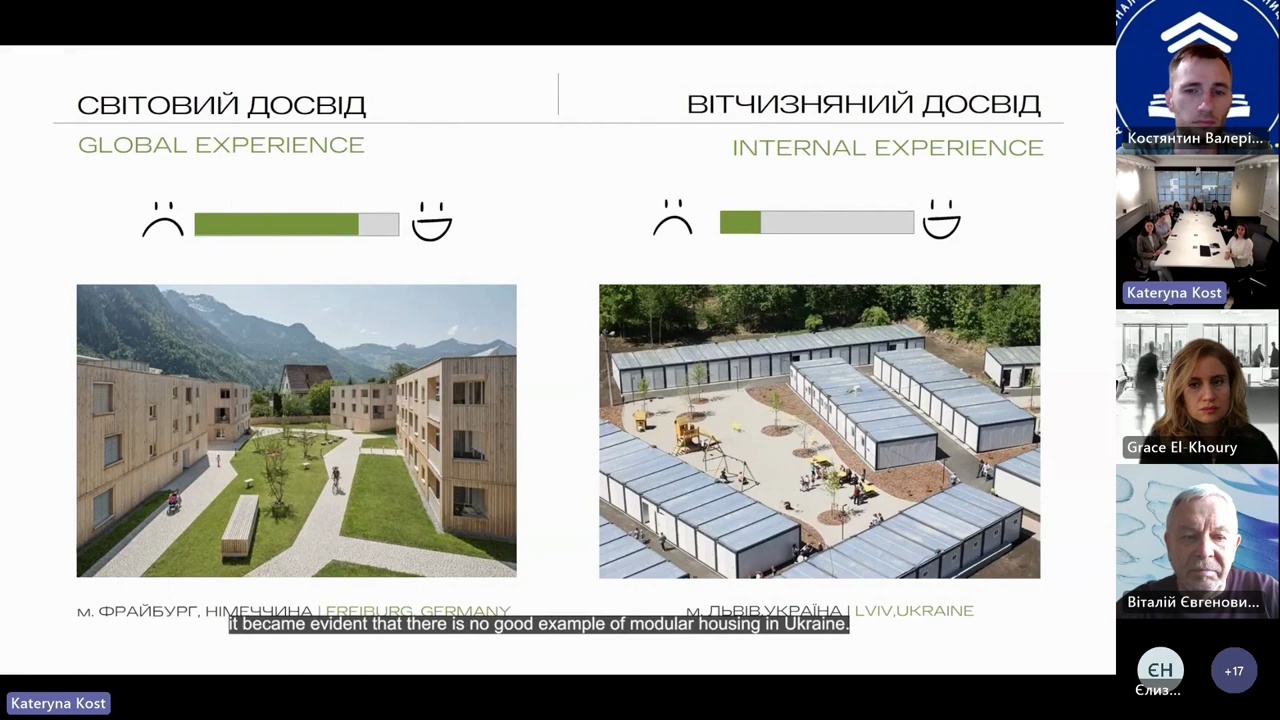 СВІТОВИЙ ДОСВІД
GLOBAL EXPERIENCE
ВІТЧИЗНЯНИЙ ДОСВІД
INTERNAL EXPERIENCE
м. ФРАЙБУРГ, НІМЕЧЧИНА | FREIBURG, GERMANY
м. ЛЬВІВ,УКРАЇНА | LVIV,UKRAINE
it became evident that there is no good example of modular housing in Ukraine.
Kateryna Kost
Костянтин Валері...
Kateryna Kost
Grace El-Khoury
Віталій Євгенови...
ЄН
Єлиз...
+17